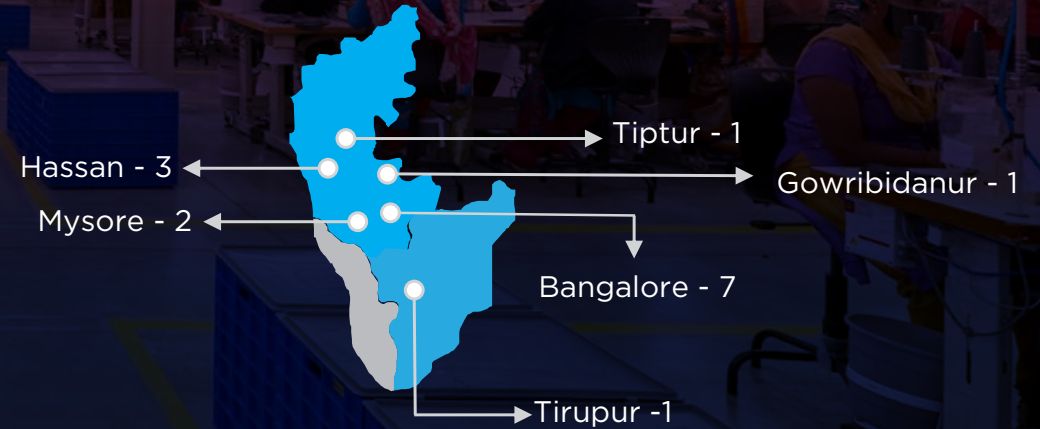 Tiptur - 1
Hassan - 3
Gowribidanur - 1
Mysore - 2
Bangalore - 7
Tirupur -1